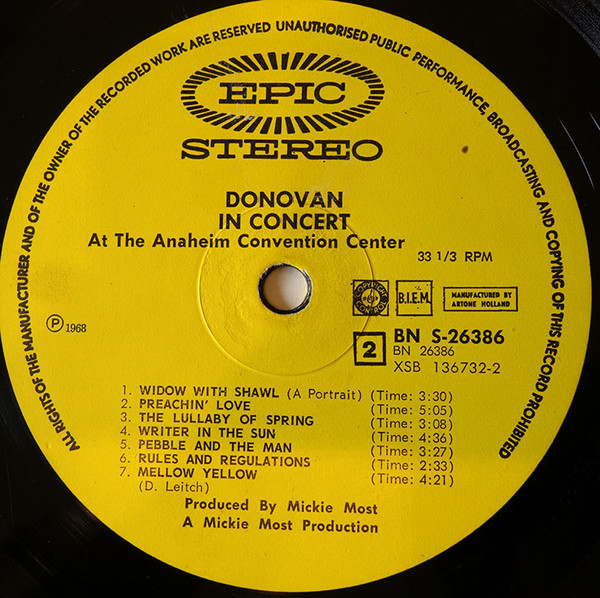 ALL RIGHTS OF THE MANUFACTURER AND OF THE OWNER OF THE RECORDED WORK ARE RESERVED UNAUTHORISED PUBLIC PERFORMANCE, BROADCASTING AND COPYING OF THIS RECORD PROHIBITED
EPIC
STEREO
DONOVAN
IN CONCERT
At The Anaheim Convention Center
33 1/3 RPM
B.I.E.M.
MANUFACTURED BY
ARTONE HOLLAND
Ⓟ 1968
2
BN S-26386
BN 26386
XSB 136732-2
1. WIDOW WITH SHAWL (A Portrait) (Time: 3:30)
2. PREACHIN' LOVE (Time: 5:05)
3. THE LULLABY OF SPRING (Time: 3:08)
4. WRITER IN THE SUN (Time: 4:36)
5. PEBBLE AND THE MAN (Time: 3:27)
6. RULES AND REGULATIONS (Time: 2:33)
7. MELLOW YELLOW (Time: 4:21)
(D. Leitch)
Produced By Mickie Most
A Mickie Most Production